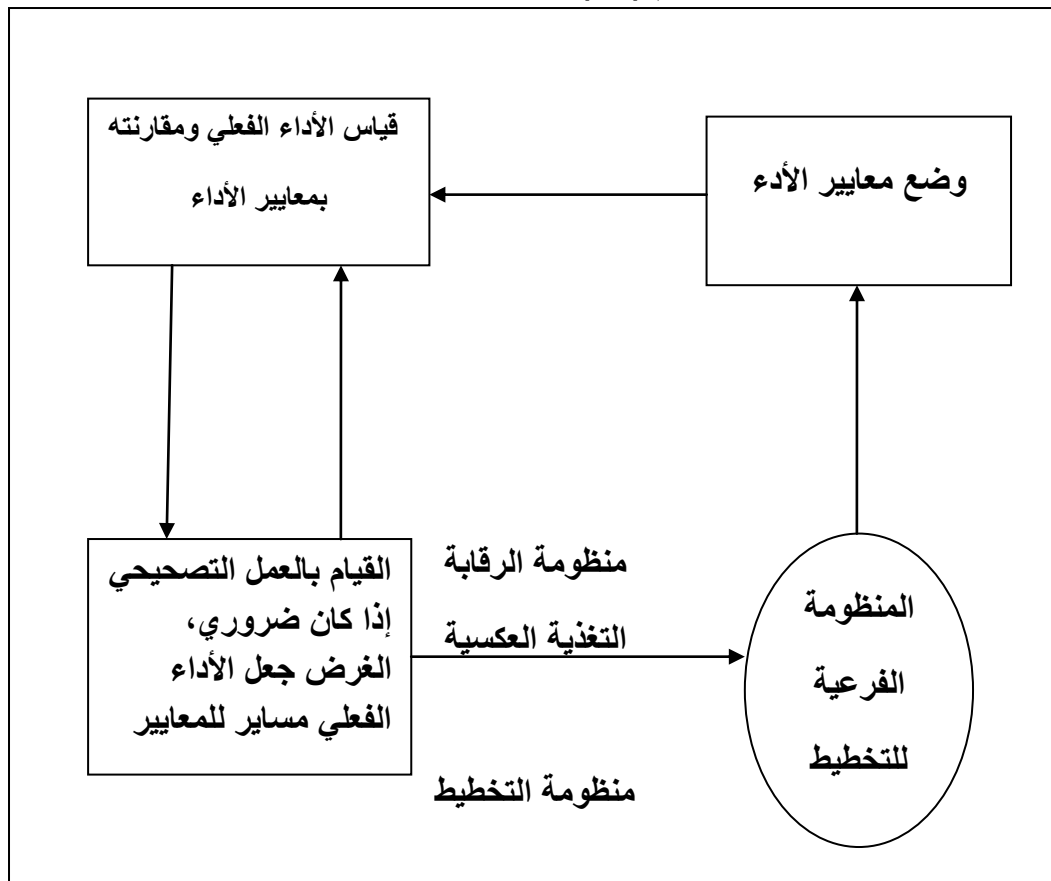 وضع معايير الأدء
قياس الأداء الفعلي ومقارنته
بمعايير الأداء
القيام بالعمل التصحيحي
إذا كان ضروري،
الغرض جعل الأداء
الفعلي مساير للمعايير
منظومة الرقابة
التغذية العكسية
منظومة التخطيط
المنظومة
الفرعية
للتخطيط